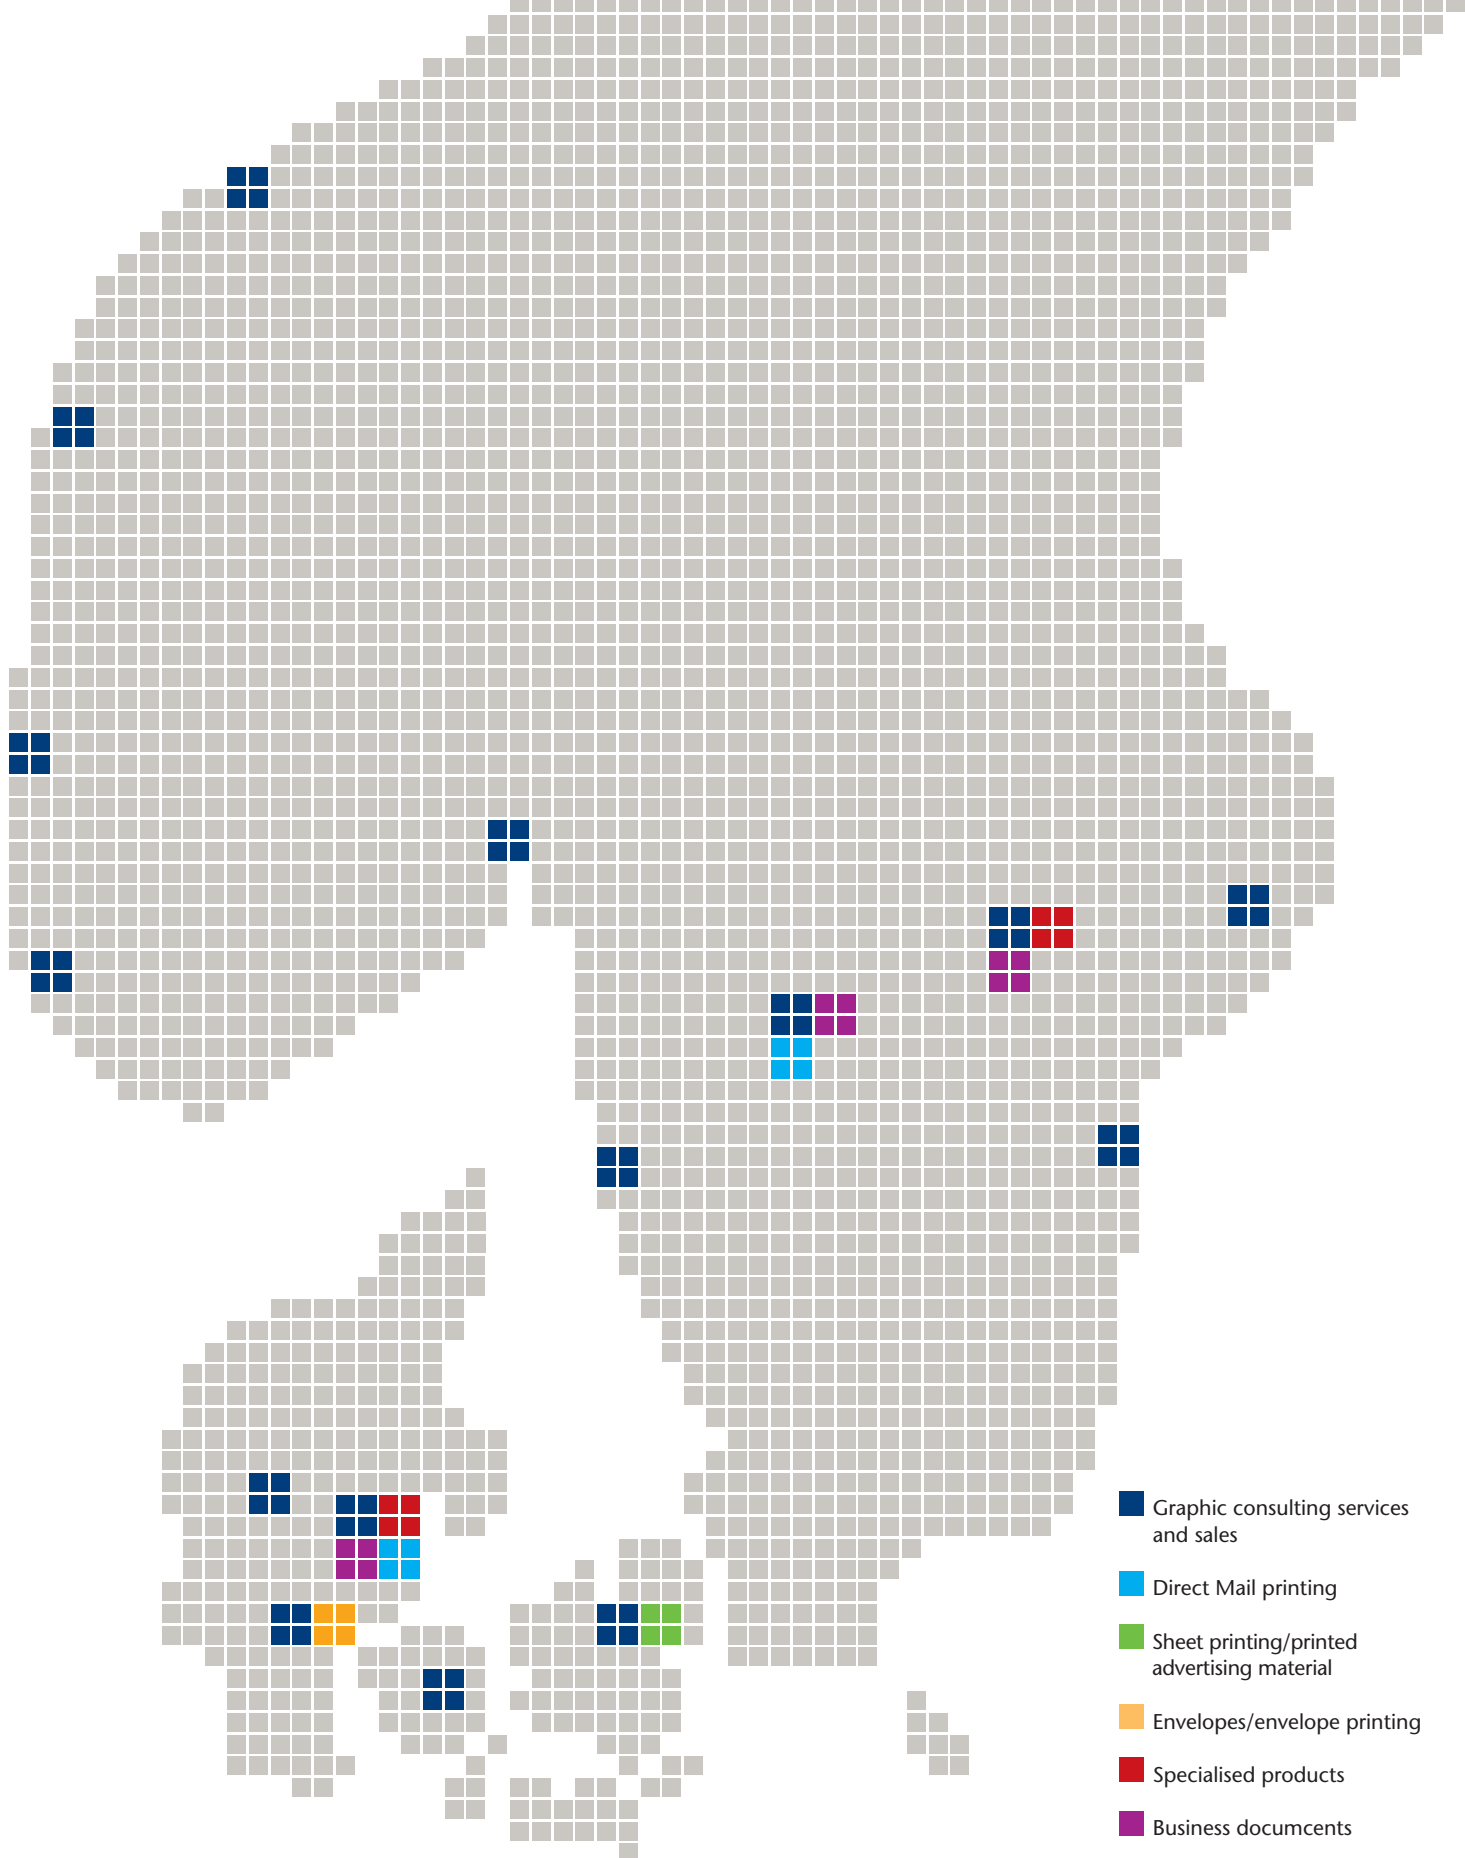 Graphic consulting services
and sales
Direct Mail printing
Sheet printing/printed
advertising material
Envelopes/envelope printing
Specialised products
Business documcents